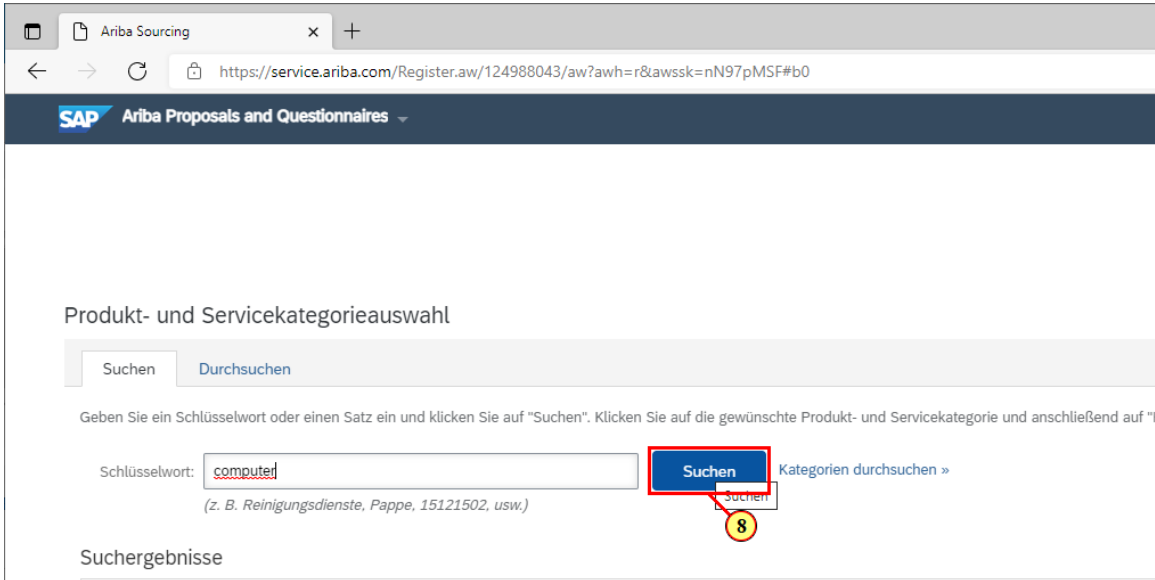 Ariba Sourcing
https://service.ariba.com/Register.aw/124988043/aw?awh=r&awssk=nN97pMSF#b0
SAP Ariba Proposals and Questionnaires
Produkt- und Servicekategorieauswahl
Suchen Durchsuchen
Geben Sie ein Schlüsselwort oder einen Satz ein und klicken Sie auf "Suchen". Klicken Sie auf die gewünschte Produkt- und Servicekategorie und anschließend auf "
Schlüsselwort: computer Suchen Kategorien durchsuchen »
Suchen
(z. B. Reinigungsdienste, Pappe, 15121502, usw.)
8
Suchergebnisse